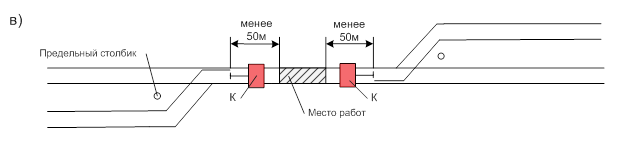 в)
менее
50м
менее
50м
Предельный столбик
К
К
Место работ